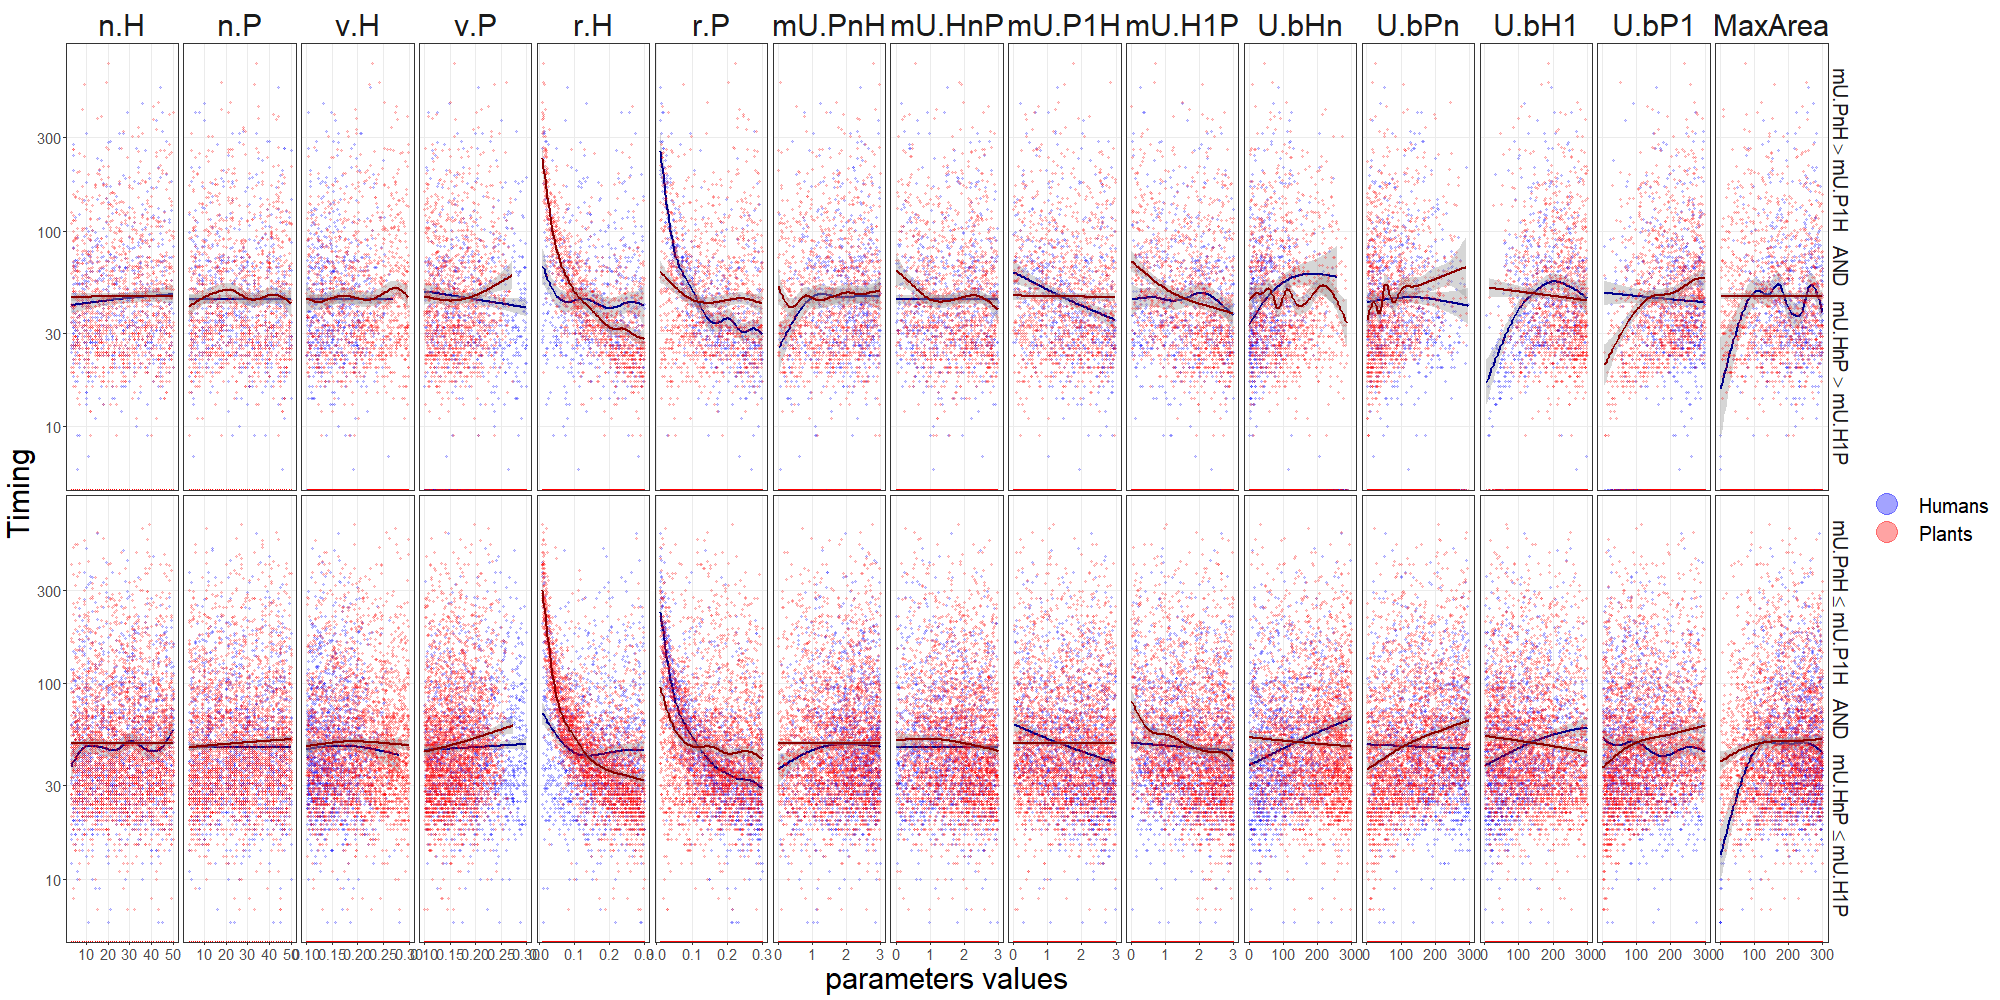 n.H n.P v.H v.P r.H r.P mU.PnH mU.HnP mU.P1H mU.H1P U.bHn U.bPn U.bH1 U.bP1 MaxArea
300
100
30
10
mU.PnH > mU.P1H AND mU.HnP > mU.H1P
Timing
300
100
30
10
mU.PnH ≤ mU.P1H AND mU.HnP ≤ mU.H1P
Humans
Plants
10 20 30 40 50 10 20 30 40 50 0.10 0.15 0.20 0.25 0.30 0.10 0.15 0.20 0.25 0.30 0.0 0.1 0.2 0.3 0.0 0.1 0.2 0.3 0 1 2 3 0 1 2 3 0 1 2 3 0 1 2 3 0 100 200 300 0 100 200 300 0 100 200 300 0 100 200 300 0 100 200 300
parameters values